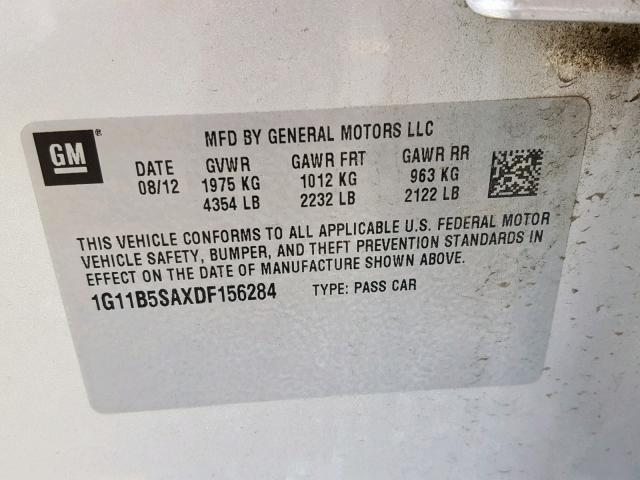 GM ®
MFD BY GENERAL MOTORS LLC
DATE GVWR GAWR FRT GAWR RR
08/12 1975 KG 1012 KG 963 KG
4354 LB 2232 LB 2122 LB
THIS VEHICLE CONFORMS TO ALL APPLICABLE U.S. FEDERAL MOTOR
VEHICLE SAFETY, BUMPER, AND THEFT PREVENTION STANDARDS IN
EFFECT ON THE DATE OF MANUFACTURE SHOWN ABOVE.
1G11B5SAXDF156284 TYPE: PASS CAR